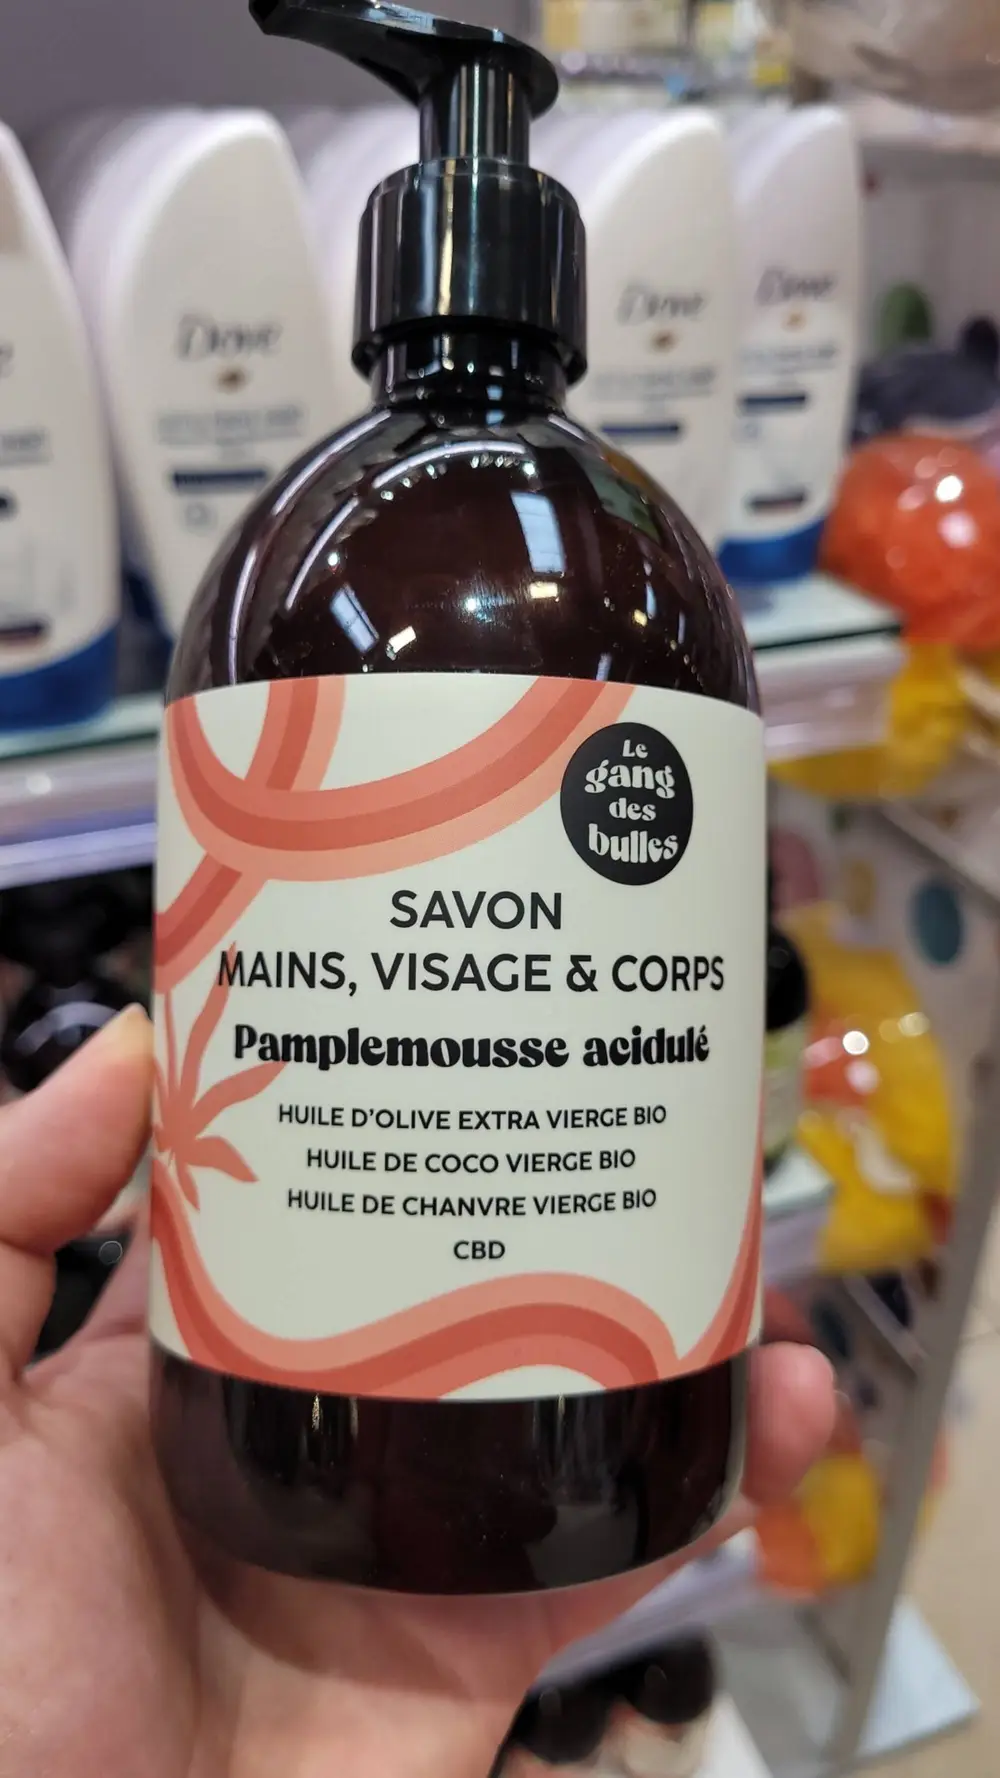 Dove
Dove
Dove
Le
gang
des
bulles
SAVON
MAINS, VISAGE & CORPS
Pamplemousse acidulé
HUILE D'OLIVE EXTRA VIERGE BIO
HUILE DE COCO VIERGE BIO
HUILE DE CHANVRE VIERGE BIO
CBD